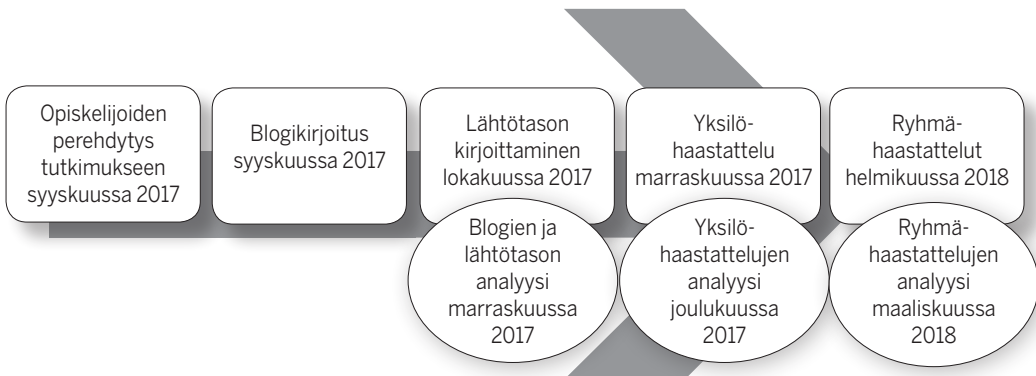 Opiskelijoiden
perehdytys
tutkimukseen
syyskuussa 2017
Blogikirjoitus
syyskuussa 2017
Lähtötason
kirjoittaminen
lokakuussa 2017
Yksilö-
haastattelu
marraskuussa 2017
Ryhmä-
haastattelut
helmikuussa 2018
Blogien ja
lähtötason
analyysi
marraskuussa
2017
Yksilö-
haastattelujen
analyysi
joulukuussa
2017
Ryhmä-
haastattelujen
analyysi
maaliskuussa
2018